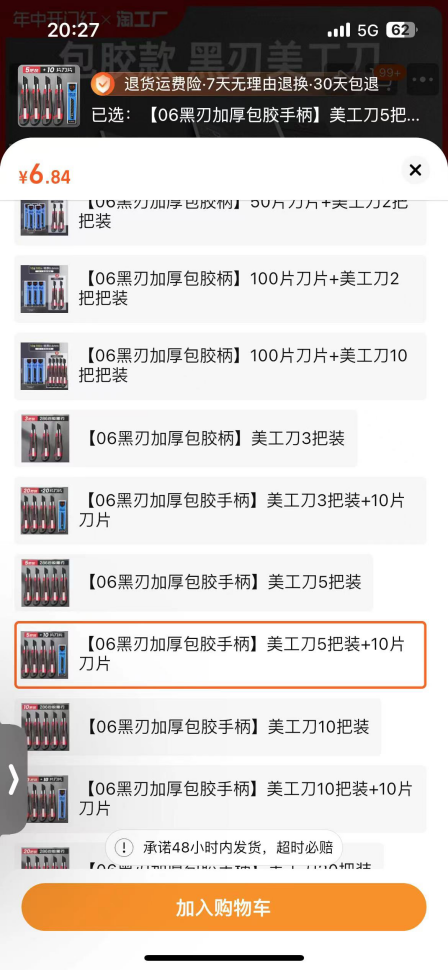 年中开门红×淘工厂
20:27
5G 62
包胶款 黑刃美工刀
99+
退货运费险·7天无理由退换·30天包退
已选：【06黑刃加厚包胶手柄】美工刀5把...
¥6.84
【06黑刃加厚包胶柄】50片刀片+美工刀2把
把装
【06黑刃加厚包胶柄】100片刀片+美工刀2
把把装
【06黑刃加厚包胶柄】100片刀片+美工刀10
把把装
【06黑刃加厚包胶柄】美工刀3把装
【06黑刃加厚包胶手柄】美工刀3把装+10片
刀片
【06黑刃加厚包胶手柄】美工刀5把装
【06黑刃加厚包胶手柄】美工刀5把装+10片
刀片
【06黑刃加厚包胶手柄】美工刀10把装
【06黑刃加厚包胶手柄】美工刀10把装+10片
刀片
承诺48小时内发货，超时必赔
加入购物车